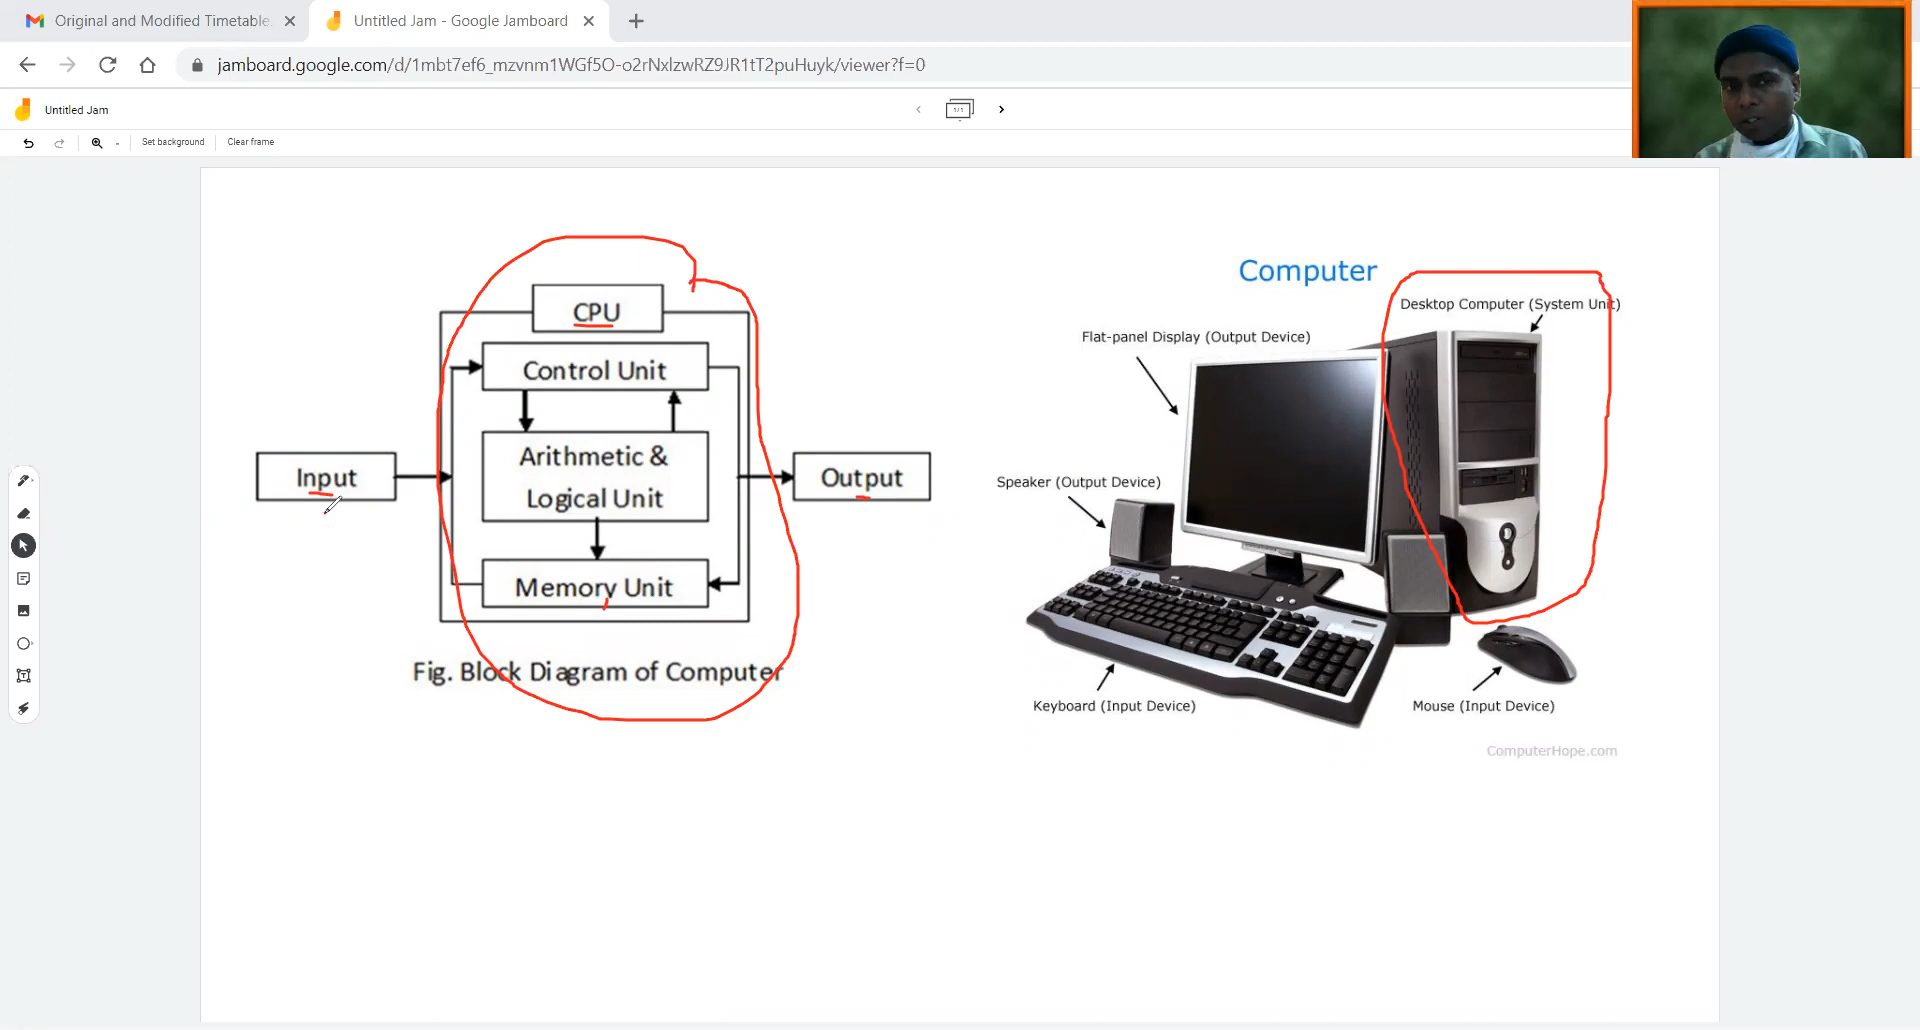 Original and Modified Timetable
Untitled Jam - Google Jamboard
jamboard.google.com/d/1mbt7ef6_mzvnm1WGf5O-o2rNxlzwRZ9JR1tT2puHuyk/viewer?f=0
Untitled Jam
1/1
Set background
Clear frame
CPU
Control Unit
Arithmetic &
Logical Unit
Memory Unit
Input
Output
Fig. Block Diagram of Computer
Computer
Desktop Computer (System Unit)
Flat-panel Display (Output Device)
Speaker (Output Device)
Keyboard (Input Device)
Mouse (Input Device)
ComputerHope.com